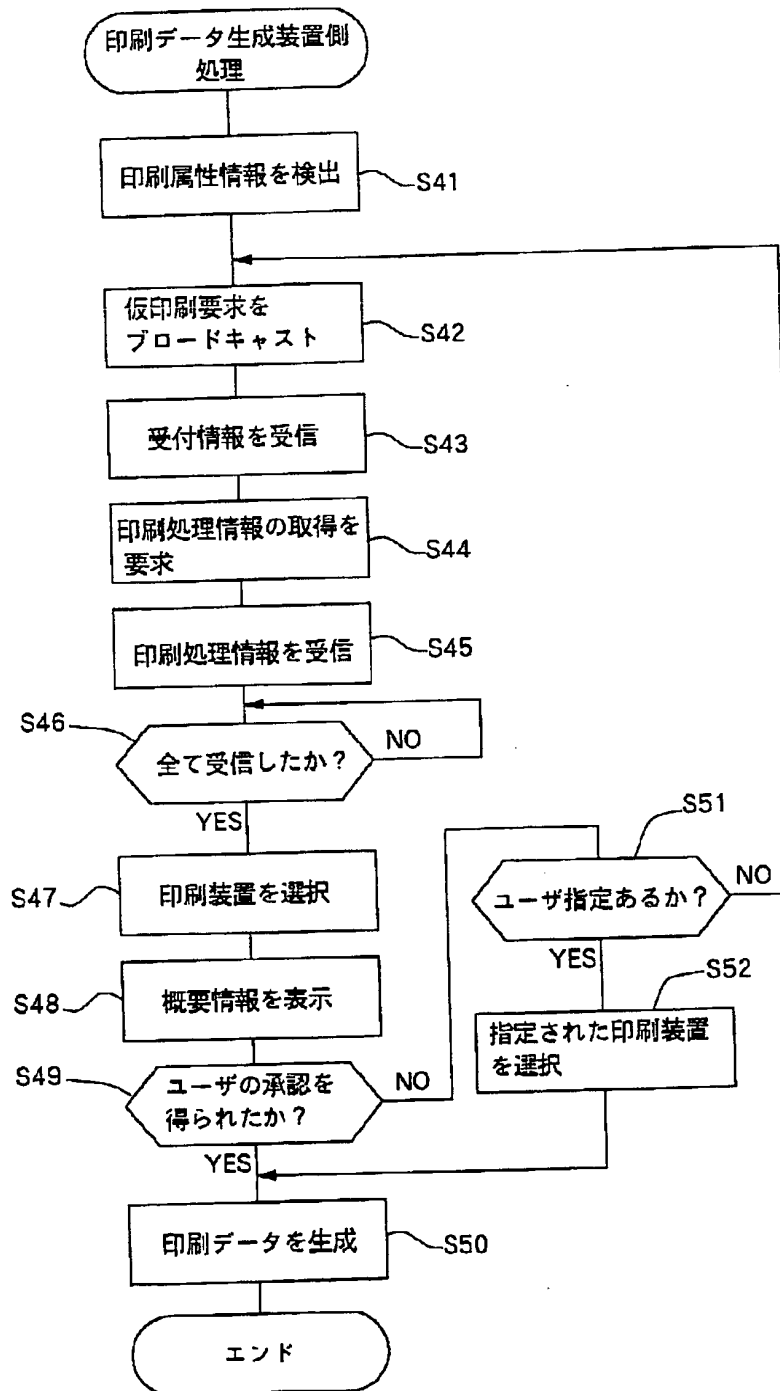 印刷データ生成装置側
処理
印刷属性情報を検出
S41
仮印刷要求を
ブロードキャスト
S42
受付情報を受信
S43
印刷処理情報の取得を
要求
S44
印刷処理情報を受信
S45
S46
全て受信したか?
NO
YES
S47
印刷装置を選択
S48
概要情報を表示
S49
ユーザの承認を
得られたか?
NO
YES
S51
ユーザ指定あるか?
NO
YES
S52
指定された印刷装置
を選択
印刷データを生成
S50
エンド